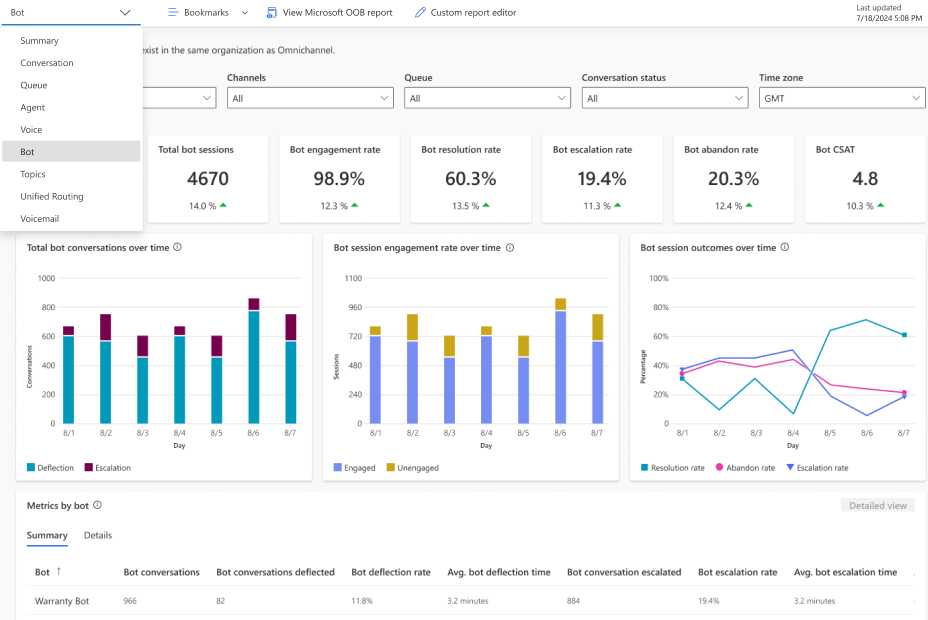 Bot
Bookmarks
View Microsoft OOB report
Custom report editor
Last updated
7/18/2024 5:08 PM
Summary
Conversation
Queue
Agent
Voice
Bot
Topics
Unified Routing
Voicemail
exist in the same organization as Omnichannel.
Channels Queue Conversation status Time zone
All All All GMT
Total bot sessions
4670
14.0 %
Bot engagement rate
98.9%
12.3 %
Bot resolution rate
60.3%
13.5 %
Bot escalation rate
19.4%
11.3 %
Bot abandon rate
20.3%
12.4 %
Bot CSAT
4.8
10.3 %
Total bot conversations over time
1000
800
600
400
200
0
Conversations
8/1 8/2 8/3 8/4 8/5 8/6 8/7
Day
Deflection Escalation
Bot session engagement rate over time
1100
960
720
480
240
0
Sessions
8/1 8/2 8/3 8/4 8/5 8/6 8/7
Day
Engaged Unengaged
Bot session outcomes over time
100%
80%
60%
40%
20%
0
Percentage
8/1 8/2 8/3 8/4 8/5 8/6 8/7
Day
Resolution rate Abandon rate Escalation rate
Metrics by bot
Detailed view
Summary Details
Bot ↑ Bot conversations Bot conversations deflected Bot deflection rate Avg. bot deflection time Bot conversation escalated Bot escalation rate Avg. bot escalation time
Warranty Bot 966 82 11.8% 3.2 minutes 884 19.4% 3.2 minutes